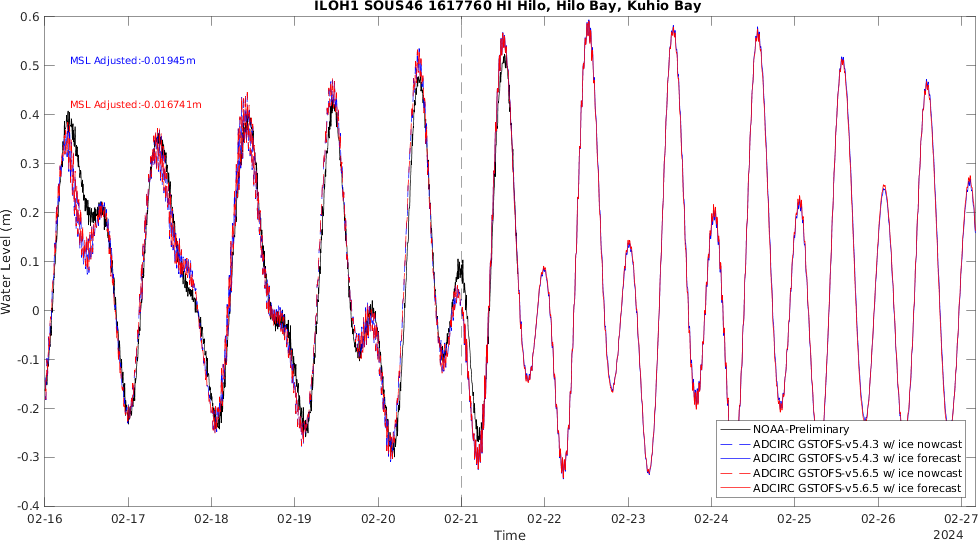 ILOH1 SOUS46 1617760 HI Hilo, Hilo Bay, Kuhio Bay
MSL Adjusted:-0.01945m
MSL Adjusted:-0.016741m
Water Level (m)
0.6
0.5
0.4
0.3
0.2
0.1
0
-0.1
-0.2
-0.3
-0.4
NOAA-Preliminary
ADCIRC GSTOFS-v5.4.3 w/ ice nowcast
ADCIRC GSTOFS-v5.4.3 w/ ice forecast
ADCIRC GSTOFS-v5.6.5 w/ ice nowcast
ADCIRC GSTOFS-v5.6.5 w/ ice forecast
02-16 02-17 02-18 02-19 02-20 02-21 02-22 02-23 02-24 02-25 02-26 02-27
Time
2024